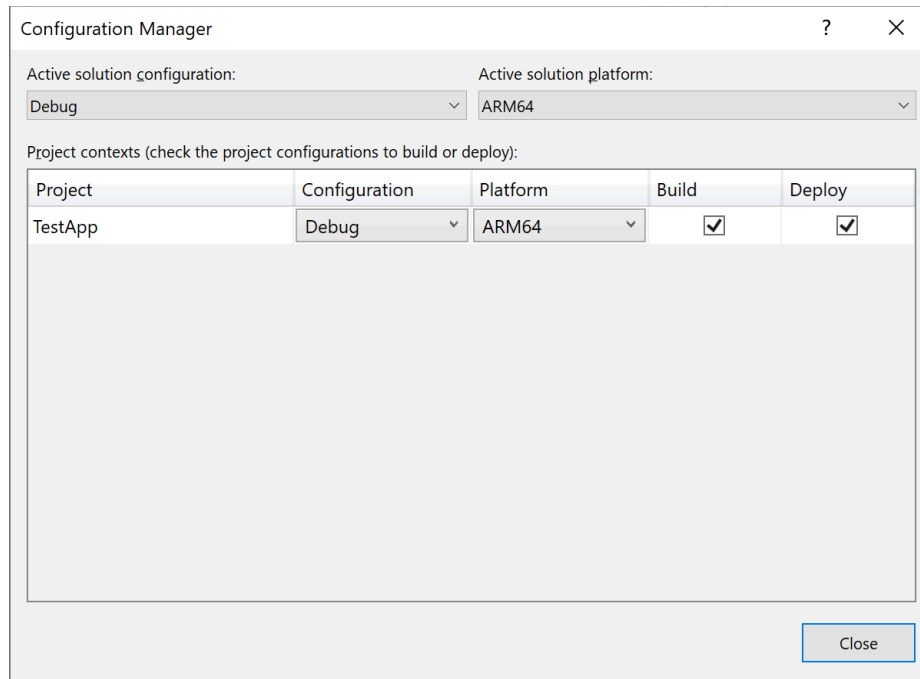 Configuration Manager ?
Active solution configuration: Active solution platform:
Debug ARM64
Project contexts (check the project configurations to build or deploy):
Project Configuration Platform Build Deploy
TestApp Debug ARM64
Close